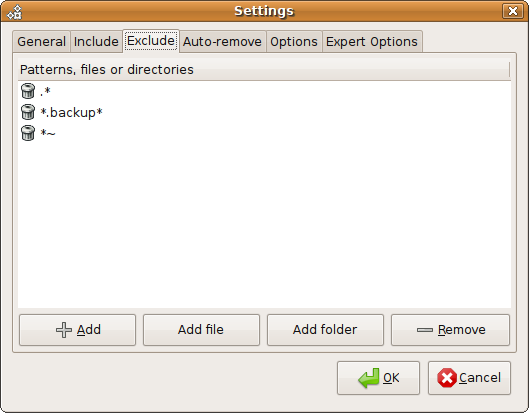 Settings
General Include Exclude Auto-remove Options Expert Options
Patterns, files or directories
.*
*.backup*
*~
Add Add file Add folder Remove
OK Cancel